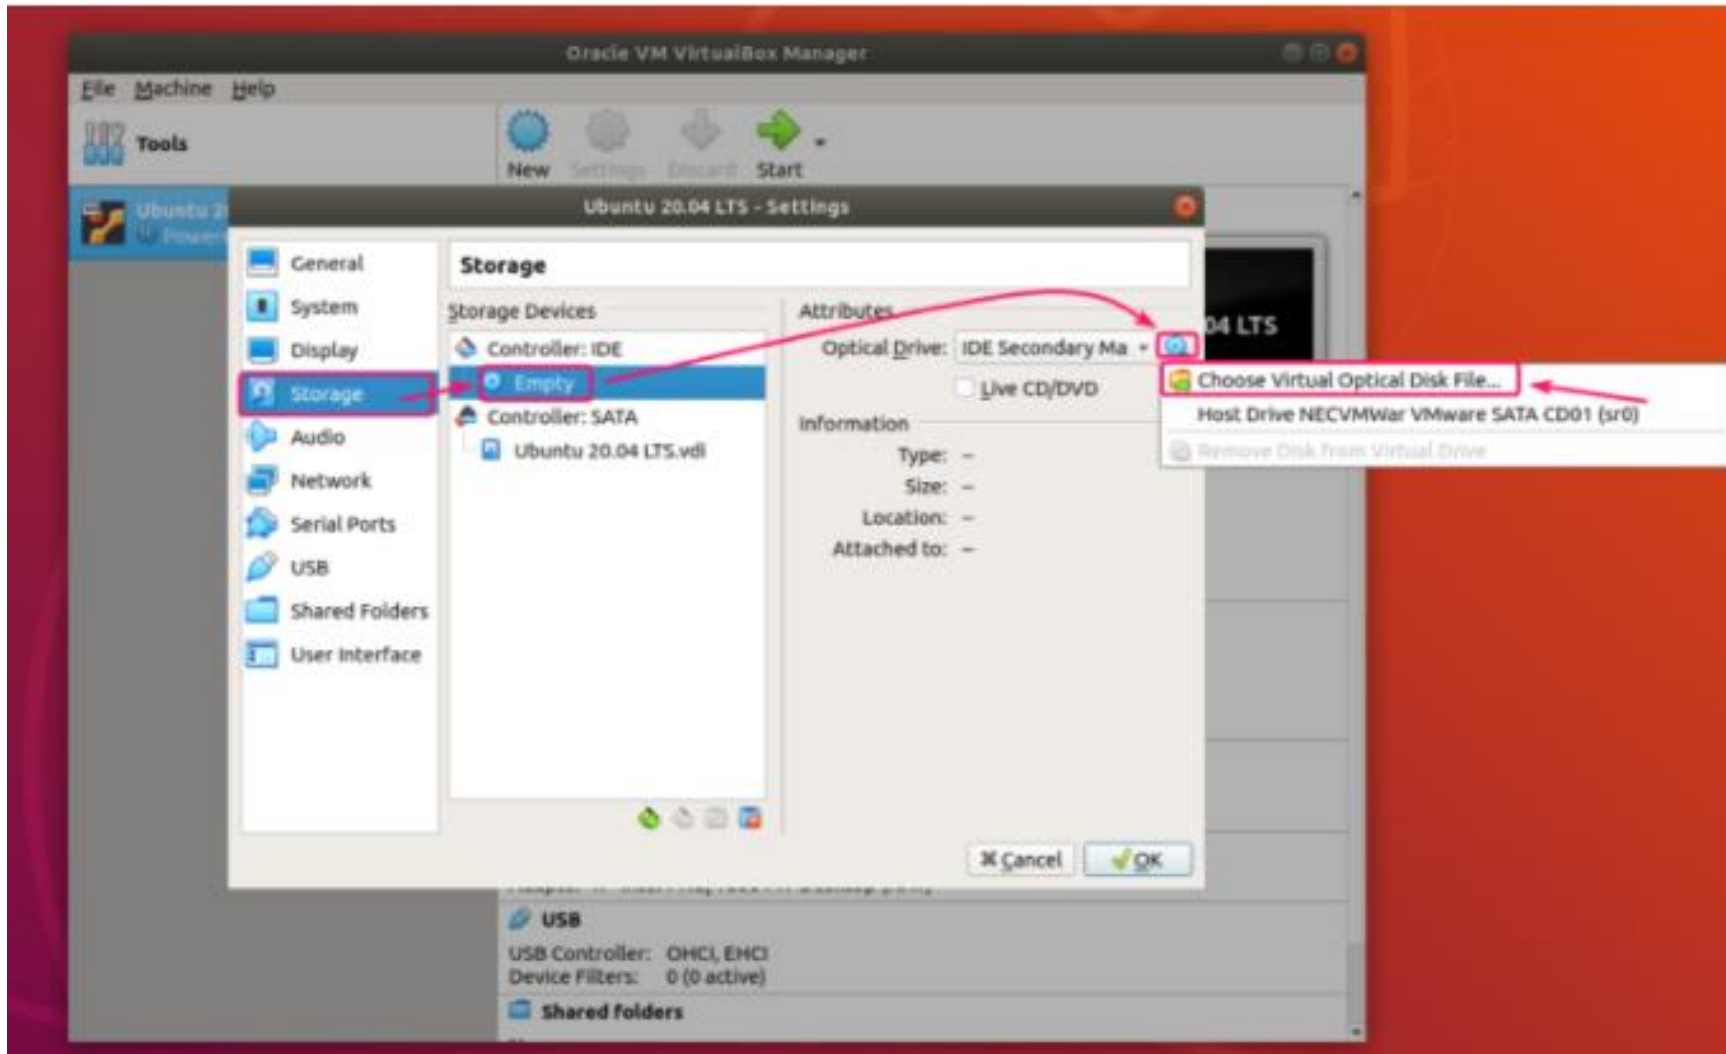 Oracle VM VirtualBox Manager
File Machine Help
Tools
New Settings Discard Start
Ubuntu 2
Power
Ubuntu 20.04 LTS - Settings
General
System
Display
Storage
Audio
Network
Serial Ports
USB
Shared Folders
User Interface
Storage
Storage Devices
Controller: IDE
Empty
Controller: SATA
Ubuntu 20.04 LTS.vdi
Attributes
Optical Drive: IDE Secondary Ma
Live CD/DVD
Information
Type: –
Size: –
Location: –
Attached to: –
04 LTS
Choose Virtual Optical Disk File...
Host Drive NECVMWar VMware SATA CD01 (sr0)
Remove Disk from Virtual Drive
Cancel OK
USB
USB Controller: OHCI, EHCI
Device Filters: 0 (0 active)
Shared folders